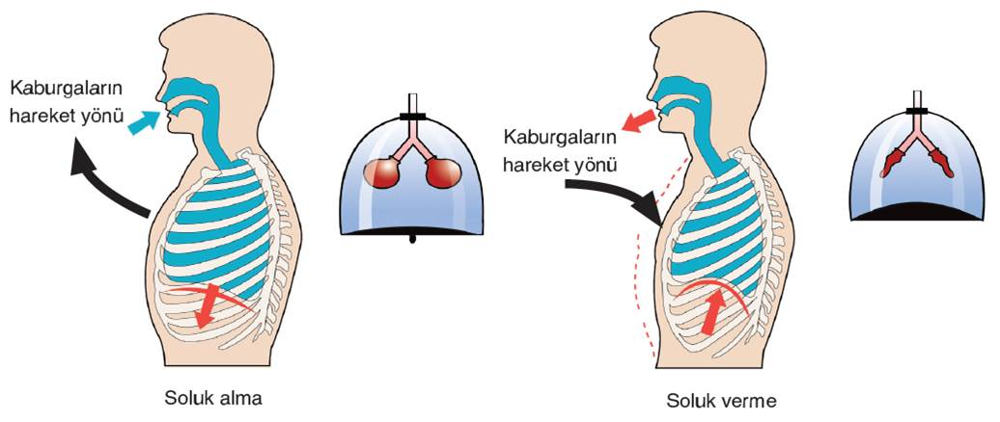 Kaburgaların
hareket yönü
Kaburgaların
hareket yönü
Soluk alma
Soluk verme